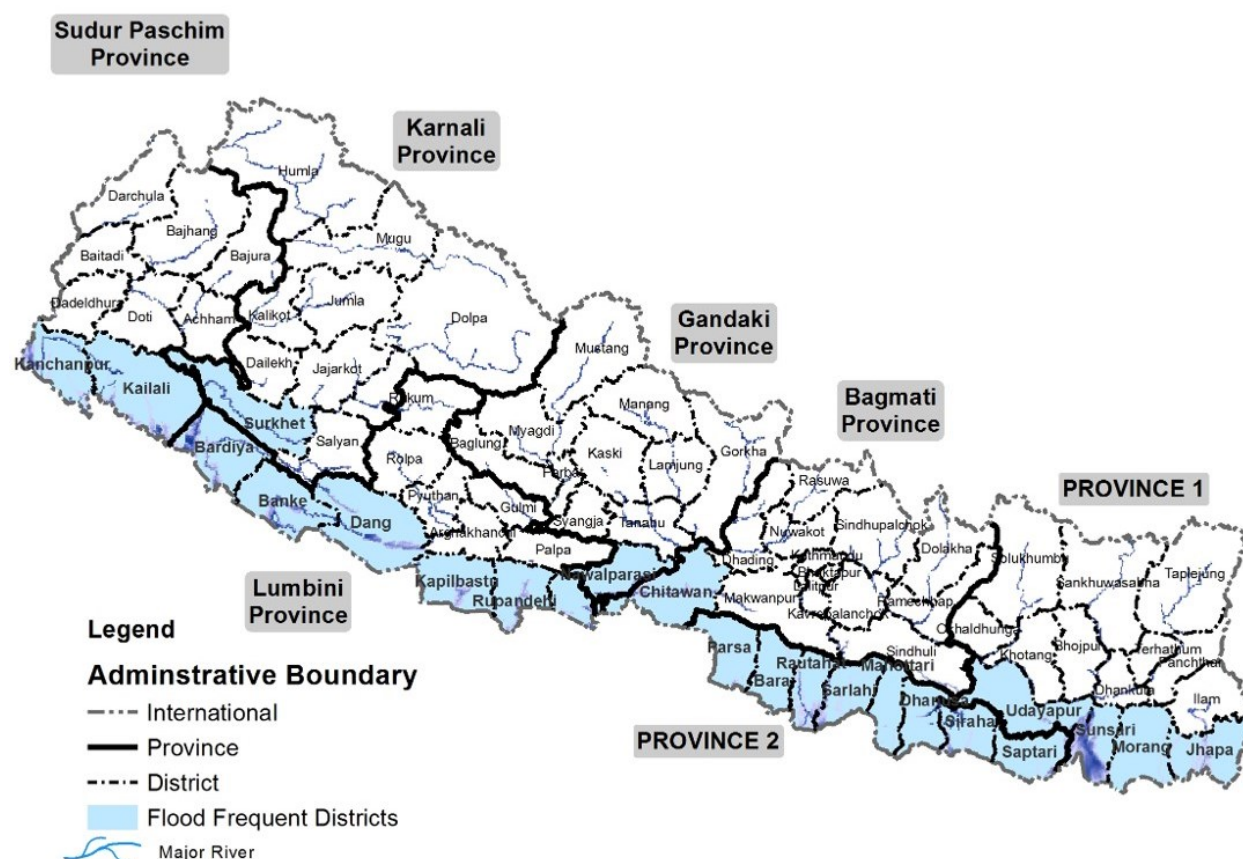 Sudur Paschim
Province
Karnali
Province
Humla
Darchula
Bajhang
Mugu
Baitadi
Bajura
Dadeldhura
Doti
Achham
Kalikot
Jumla
Dolpa
Gandaki
Province
Mustang
Kanchanpur
Kailali
Dailekh
Jajarkot
Rukum
Manang
Bagmati
Province
Surkhet
Salyan
Baglung
Myagdi
Kaski
Lamjung
Gorkha
Bardiya
Rolpa
Parbat
Rasuwa
PROVINCE 1
Banke
Dang
Pyuthan
Gulmi
Syangja
Tanahu
Nuwakot
Sindhupalchok
Arghakhanchi
Palpa
Dhading
Kathmandu
Dolakha
Solukhumbu
Sankhuwasabha
Taplejung
Lumbini
Province
Kapilbastu
Rupandehi
Nawalparasi
Chitawan
Bhaktapur
Lalitpur
Makwanpur
Kavrepalanchok
Ramechhap
Okhaldhunga
Khotang
Bhojpur
Terhathum
Panchthar
Parsa
Bara
Rautahat
Sarlahi
Mahottari
Sindhuli
Dhanusa
Siraha
Udayapur
Saptari
Dhankuta
Sunsari
Morang
Ilam
Jhapa
PROVINCE 2
Legend
Adminstrative Boundary
International
Province
District
Flood Frequent Districts
Major River